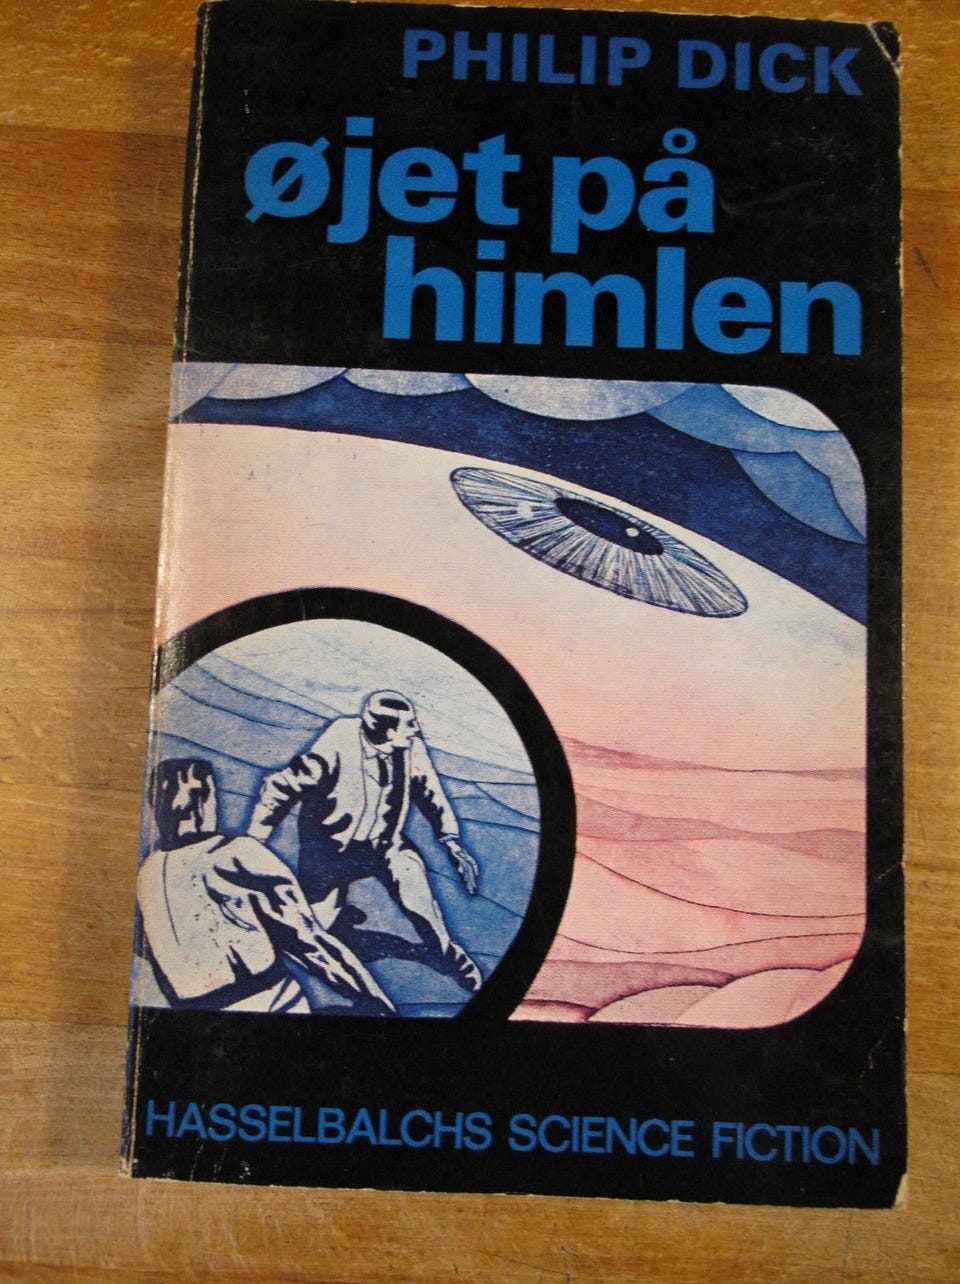 PHILIP DICK
øjet på
himlen
HASSELBALCHS SCIENCE FICTION